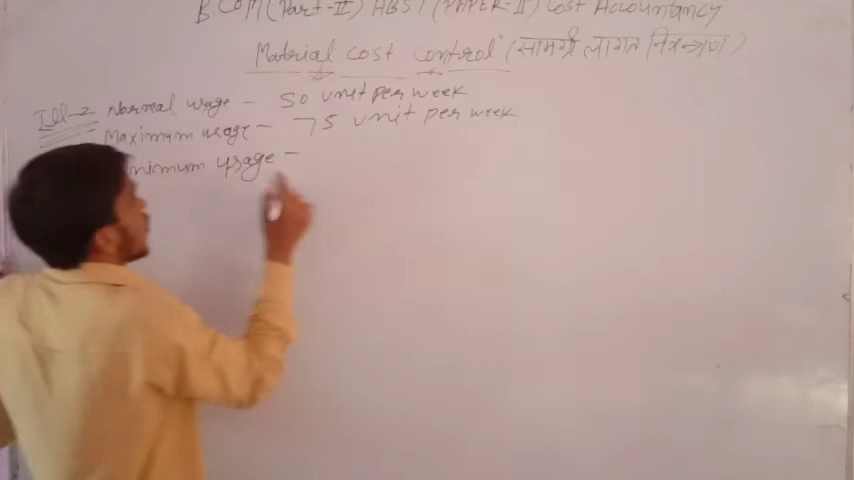 B COM (Part-II) ABST (PAPER-II) Cost Accountancy
Material cost control (सामग्री लागत नियन्त्रण)
Ill-2 Normal usage - 50 unit per week
Maximum usage - 75 unit per week
nimum usage -